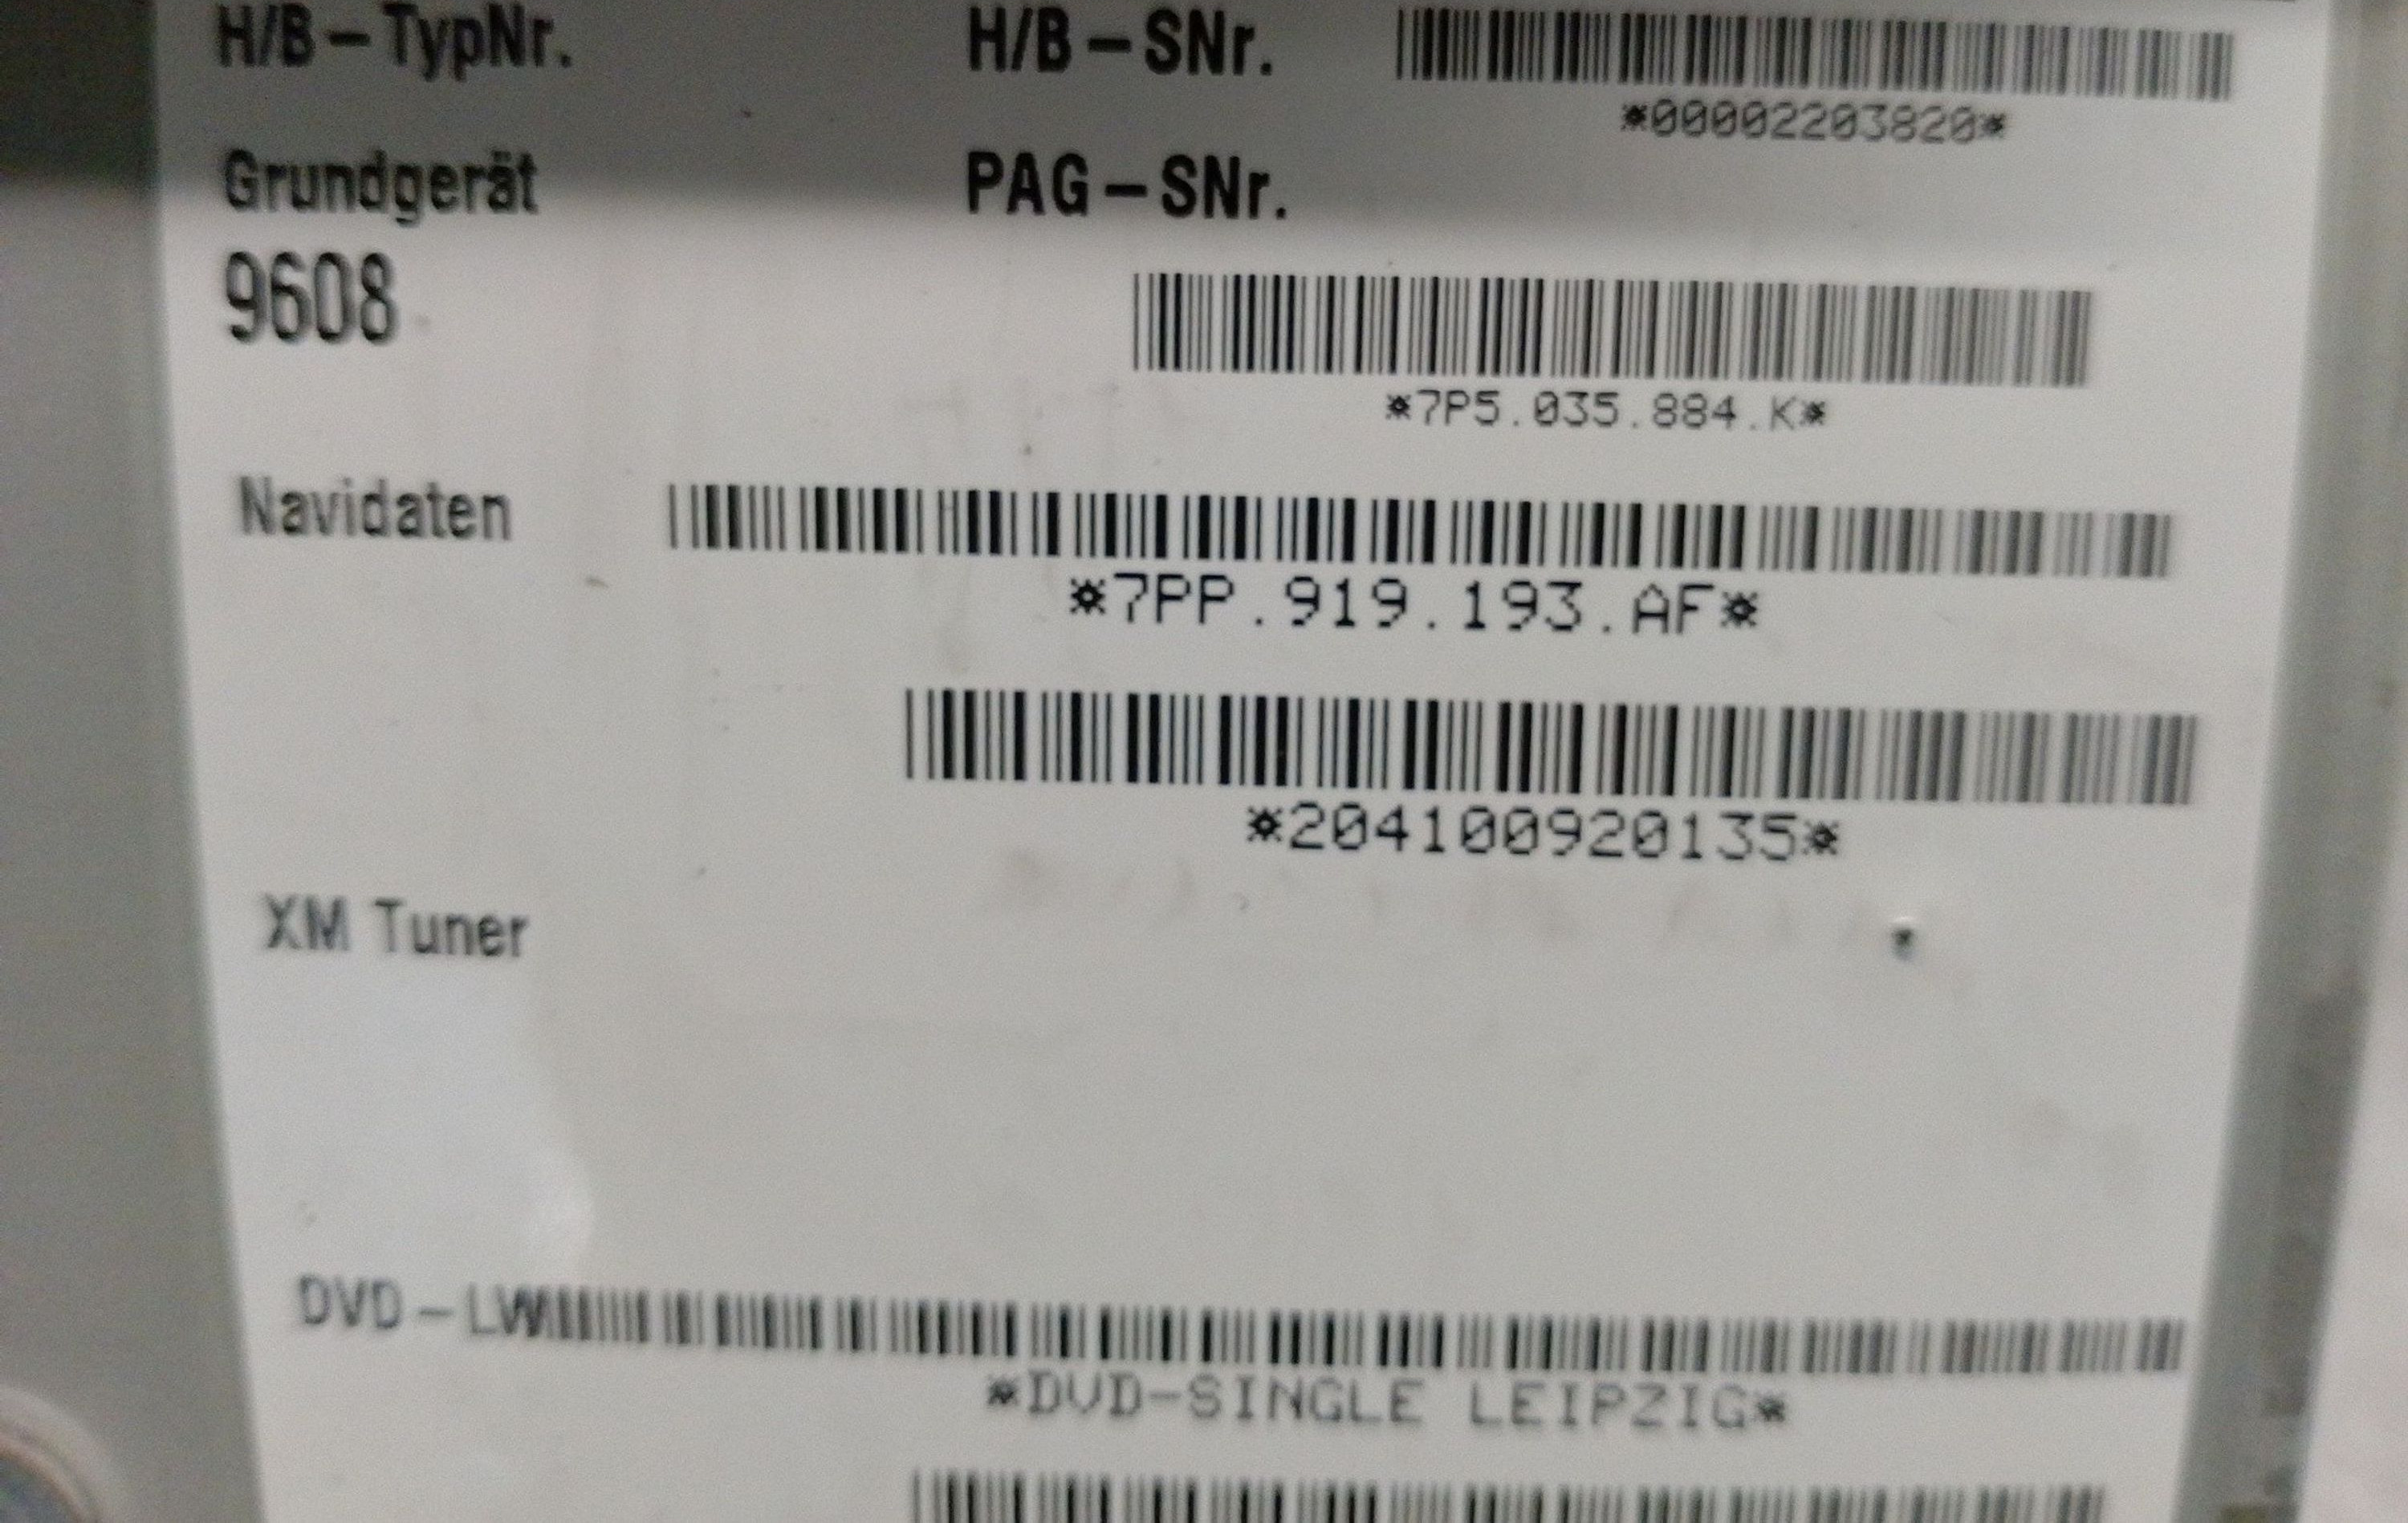 H/B-TypNr. H/B-SNr.
*00002203820*
Grundgerät PAG-SNr.
9608
*7P5.035.884.K*
Navidaten
*7PP.919.193.AF*
*204100920135*
XM Tuner
DVD-LW
*DVD-SINGLE LEIPZIG*